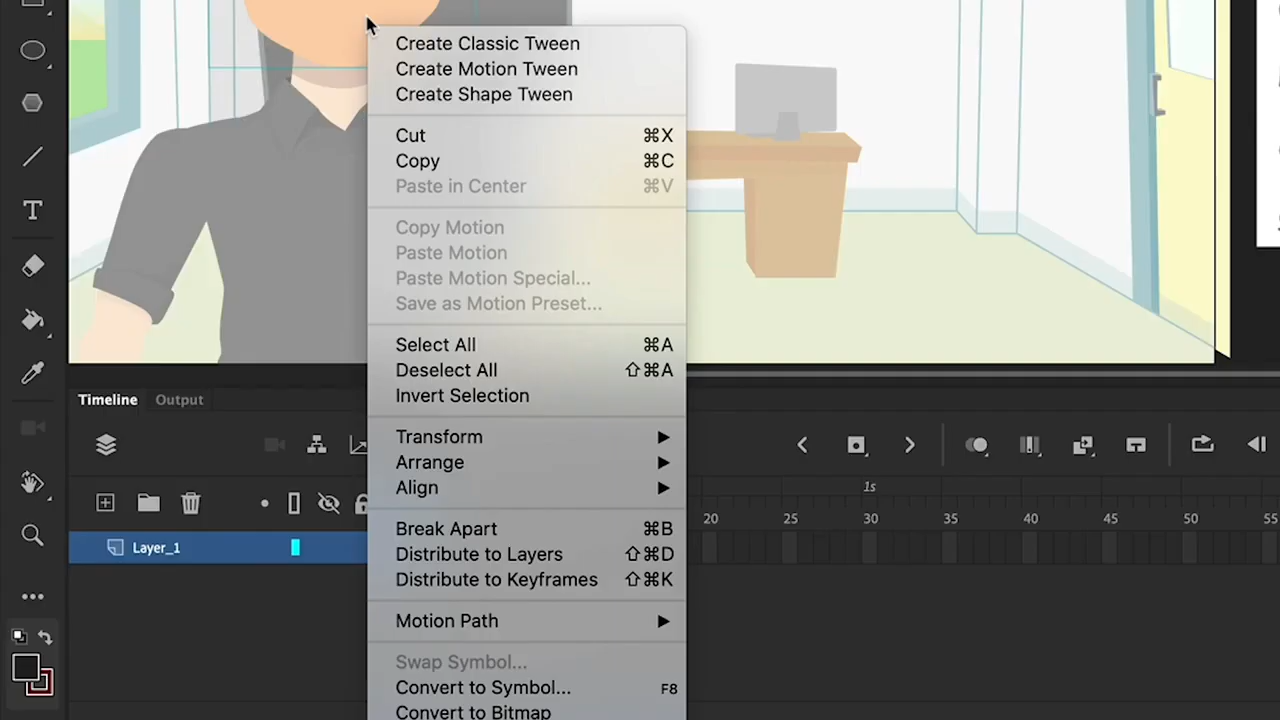 Create Classic Tween
Create Motion Tween
Create Shape Tween
Cut ⌘X
Copy ⌘C
Paste in Center ⌘V
Copy Motion
Paste Motion
Paste Motion Special...
Save as Motion Preset...
Select All ⌘A
Deselect All ⇧⌘A
Invert Selection
Transform
Arrange
Align
Break Apart ⌘B
Distribute to Layers ⇧⌘D
Distribute to Keyframes ⇧⌘K
Motion Path
Swap Symbol...
Convert to Symbol... F8
Convert to Bitmap
T
Timeline Output
1s
20 25 30 35 40 45 50 55
Layer_1